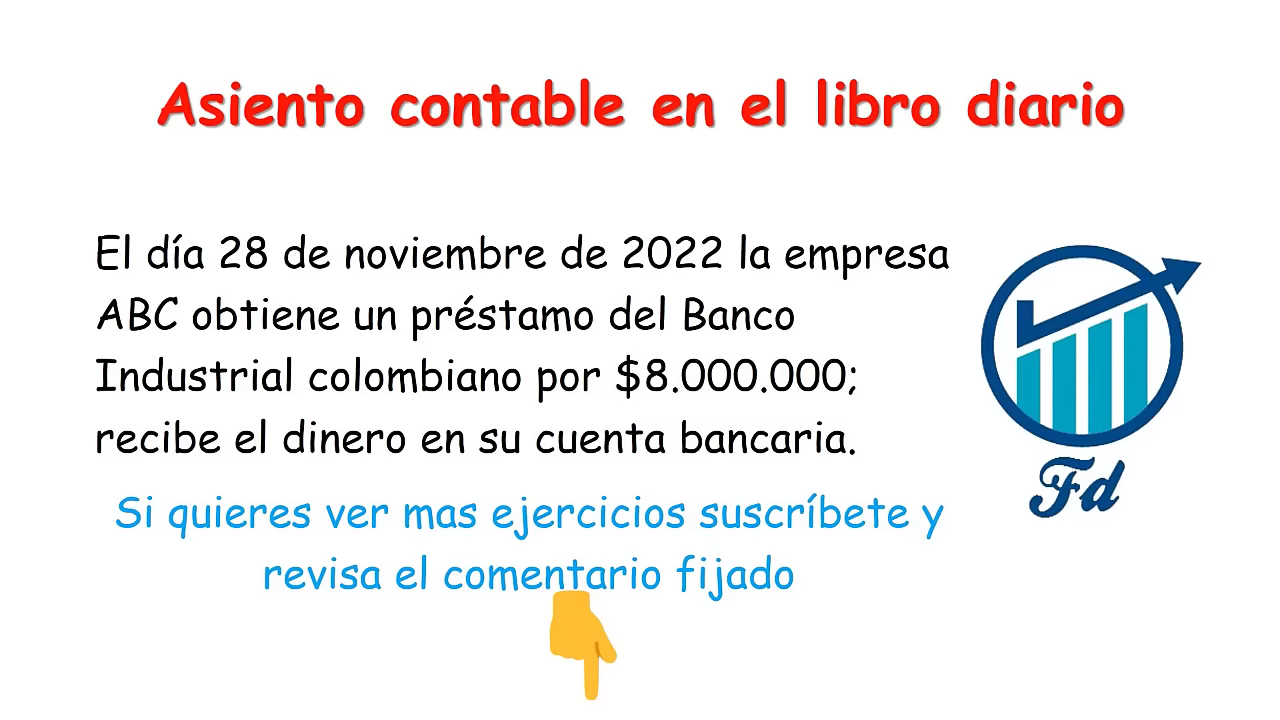 Asiento contable en el libro diario
El día 28 de noviembre de 2022 la empresa
ABC obtiene un préstamo del Banco
Industrial colombiano por $8.000.000;
recibe el dinero en su cuenta bancaria.
Si quieres ver mas ejercicios suscríbete y
revisa el comentario fijado
Fd